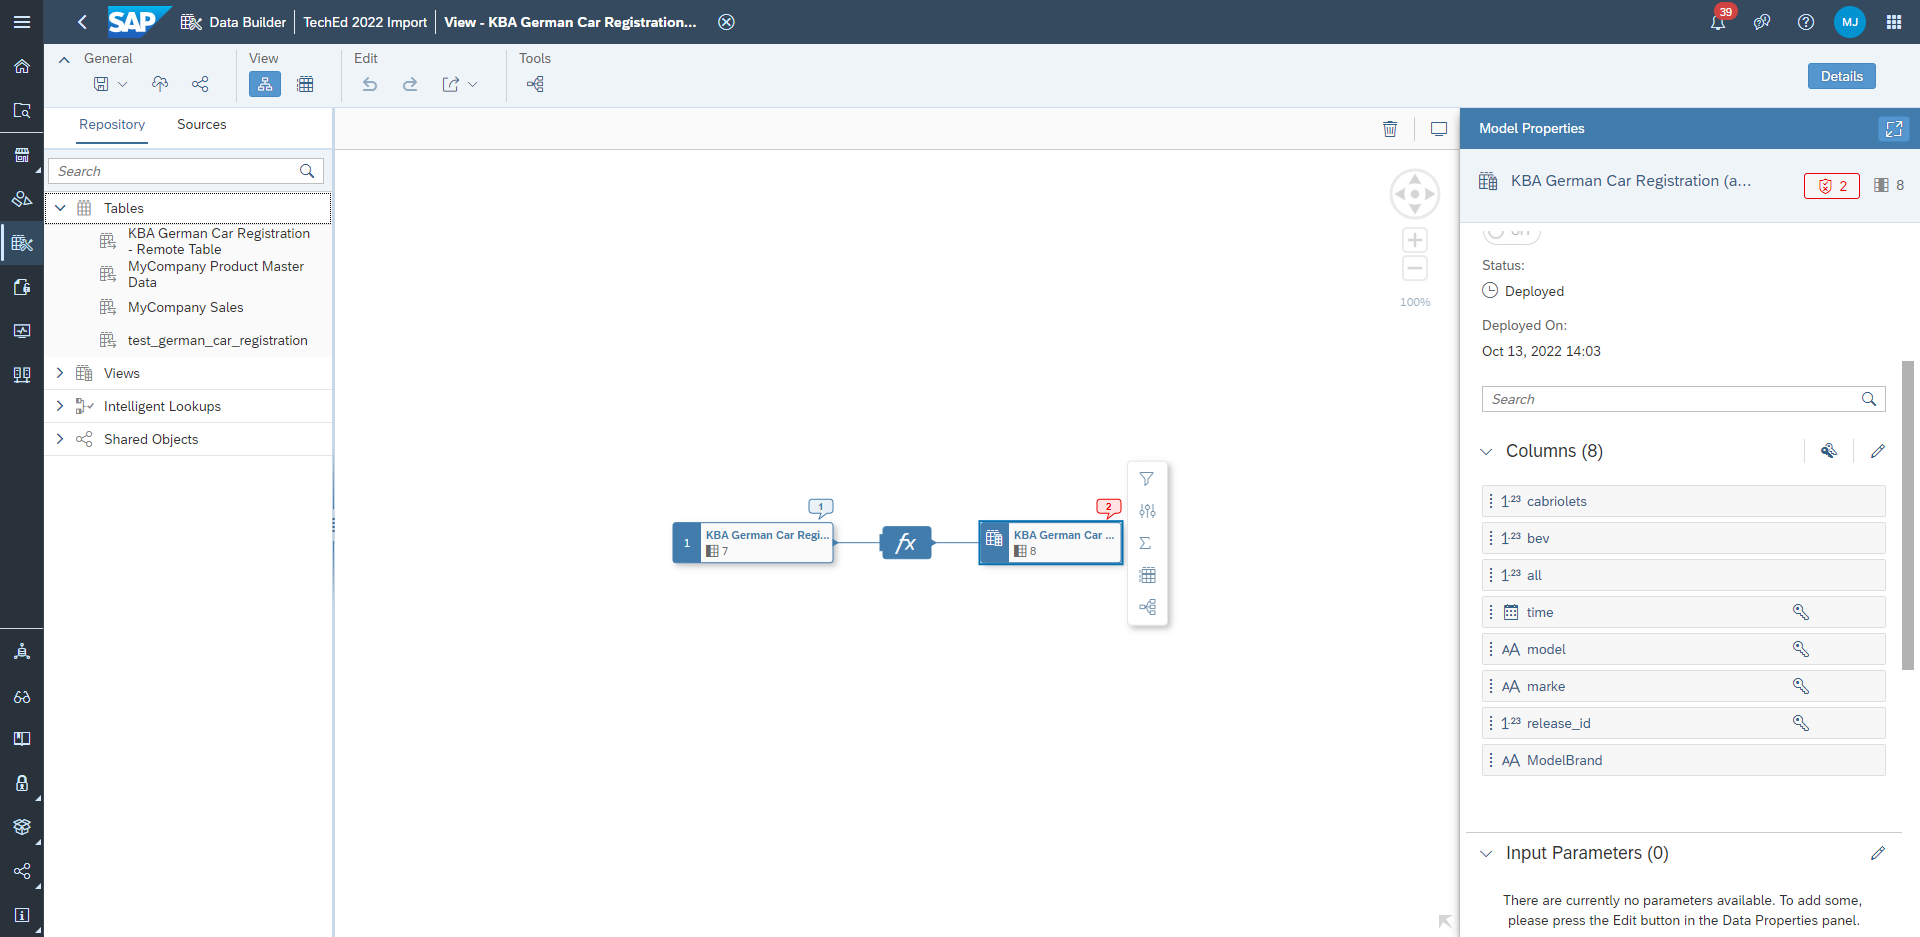 SAP
Data Builder
TechEd 2022 Import
View - KBA German Car Registration...
39
MJ
General
View
Edit
Tools
Details
Repository
Sources
Search
Tables
KBA German Car Registration
- Remote Table
MyCompany Product Master
Data
MyCompany Sales
test_german_car_registration
Views
Intelligent Lookups
Shared Objects
100%
1
1
KBA German Car Regi...
7
fx
2
KBA German Car ...
8
Model Properties
KBA German Car Registration (a...
2
8
Status:
Deployed
Deployed On:
Oct 13, 2022 14:03
Search
Columns (8)
1.23 cabriolets
1.23 bev
1.23 all
time
AA model
AA marke
1.23 release_id
AA ModelBrand
Input Parameters (0)
There are currently no parameters available. To add some,
please press the Edit button in the Data Properties panel.